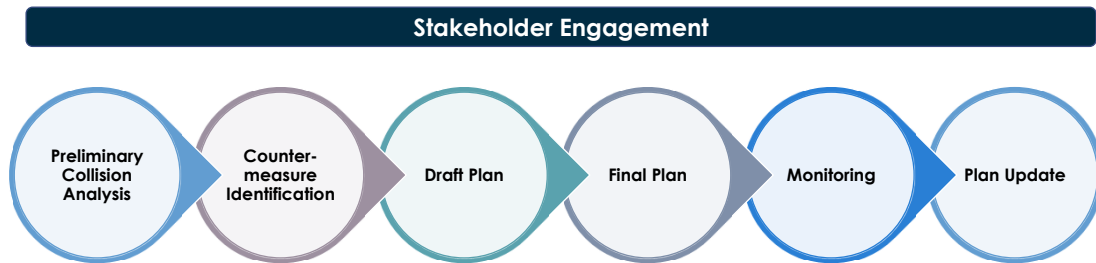 Stakeholder Engagement
Preliminary
Collision
Analysis
Counter-
measure
Identification
Draft Plan
Final Plan
Monitoring
Plan Update